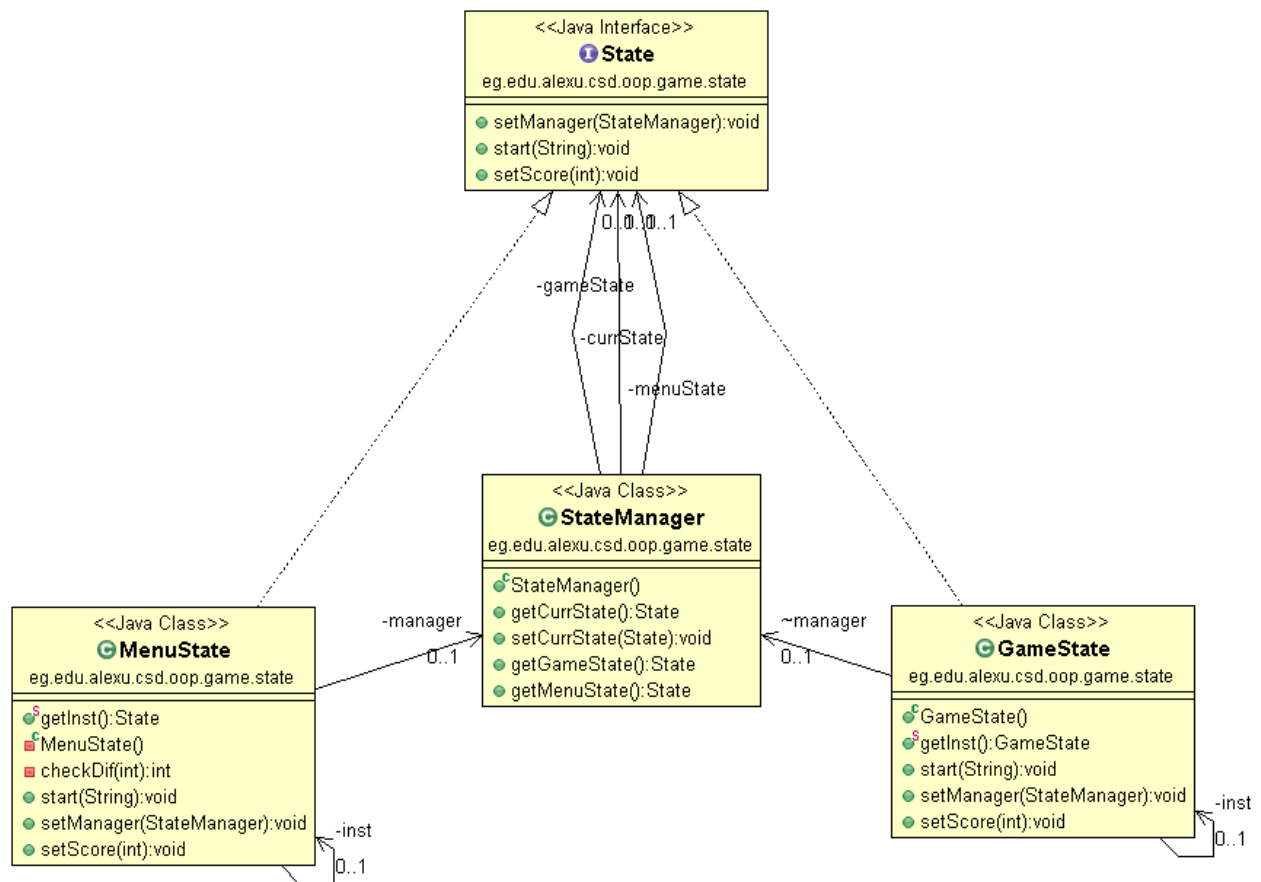 <<Java Interface>>
State
eg.edu.alexu.csd.oop.game.state
setManager(StateManager):void
start(String):void
setScore(int):void
0..1
0..1
0..1
-gameState
-currState
-menuState
<<Java Class>>
StateManager
eg.edu.alexu.csd.oop.game.state
StateManager()
getCurrState():State
setCurrState(State):void
getGameState():State
getMenuState():State
-manager
0..1
~manager
0..1
<<Java Class>>
MenuState
eg.edu.alexu.csd.oop.game.state
getInst():State
MenuState()
checkDif(int):int
start(String):void
setManager(StateManager):void
setScore(int):void
-inst
0..1
<<Java Class>>
GameState
eg.edu.alexu.csd.oop.game.state
GameState()
getInst():GameState
start(String):void
setManager(StateManager):void
setScore(int):void
-inst
0..1